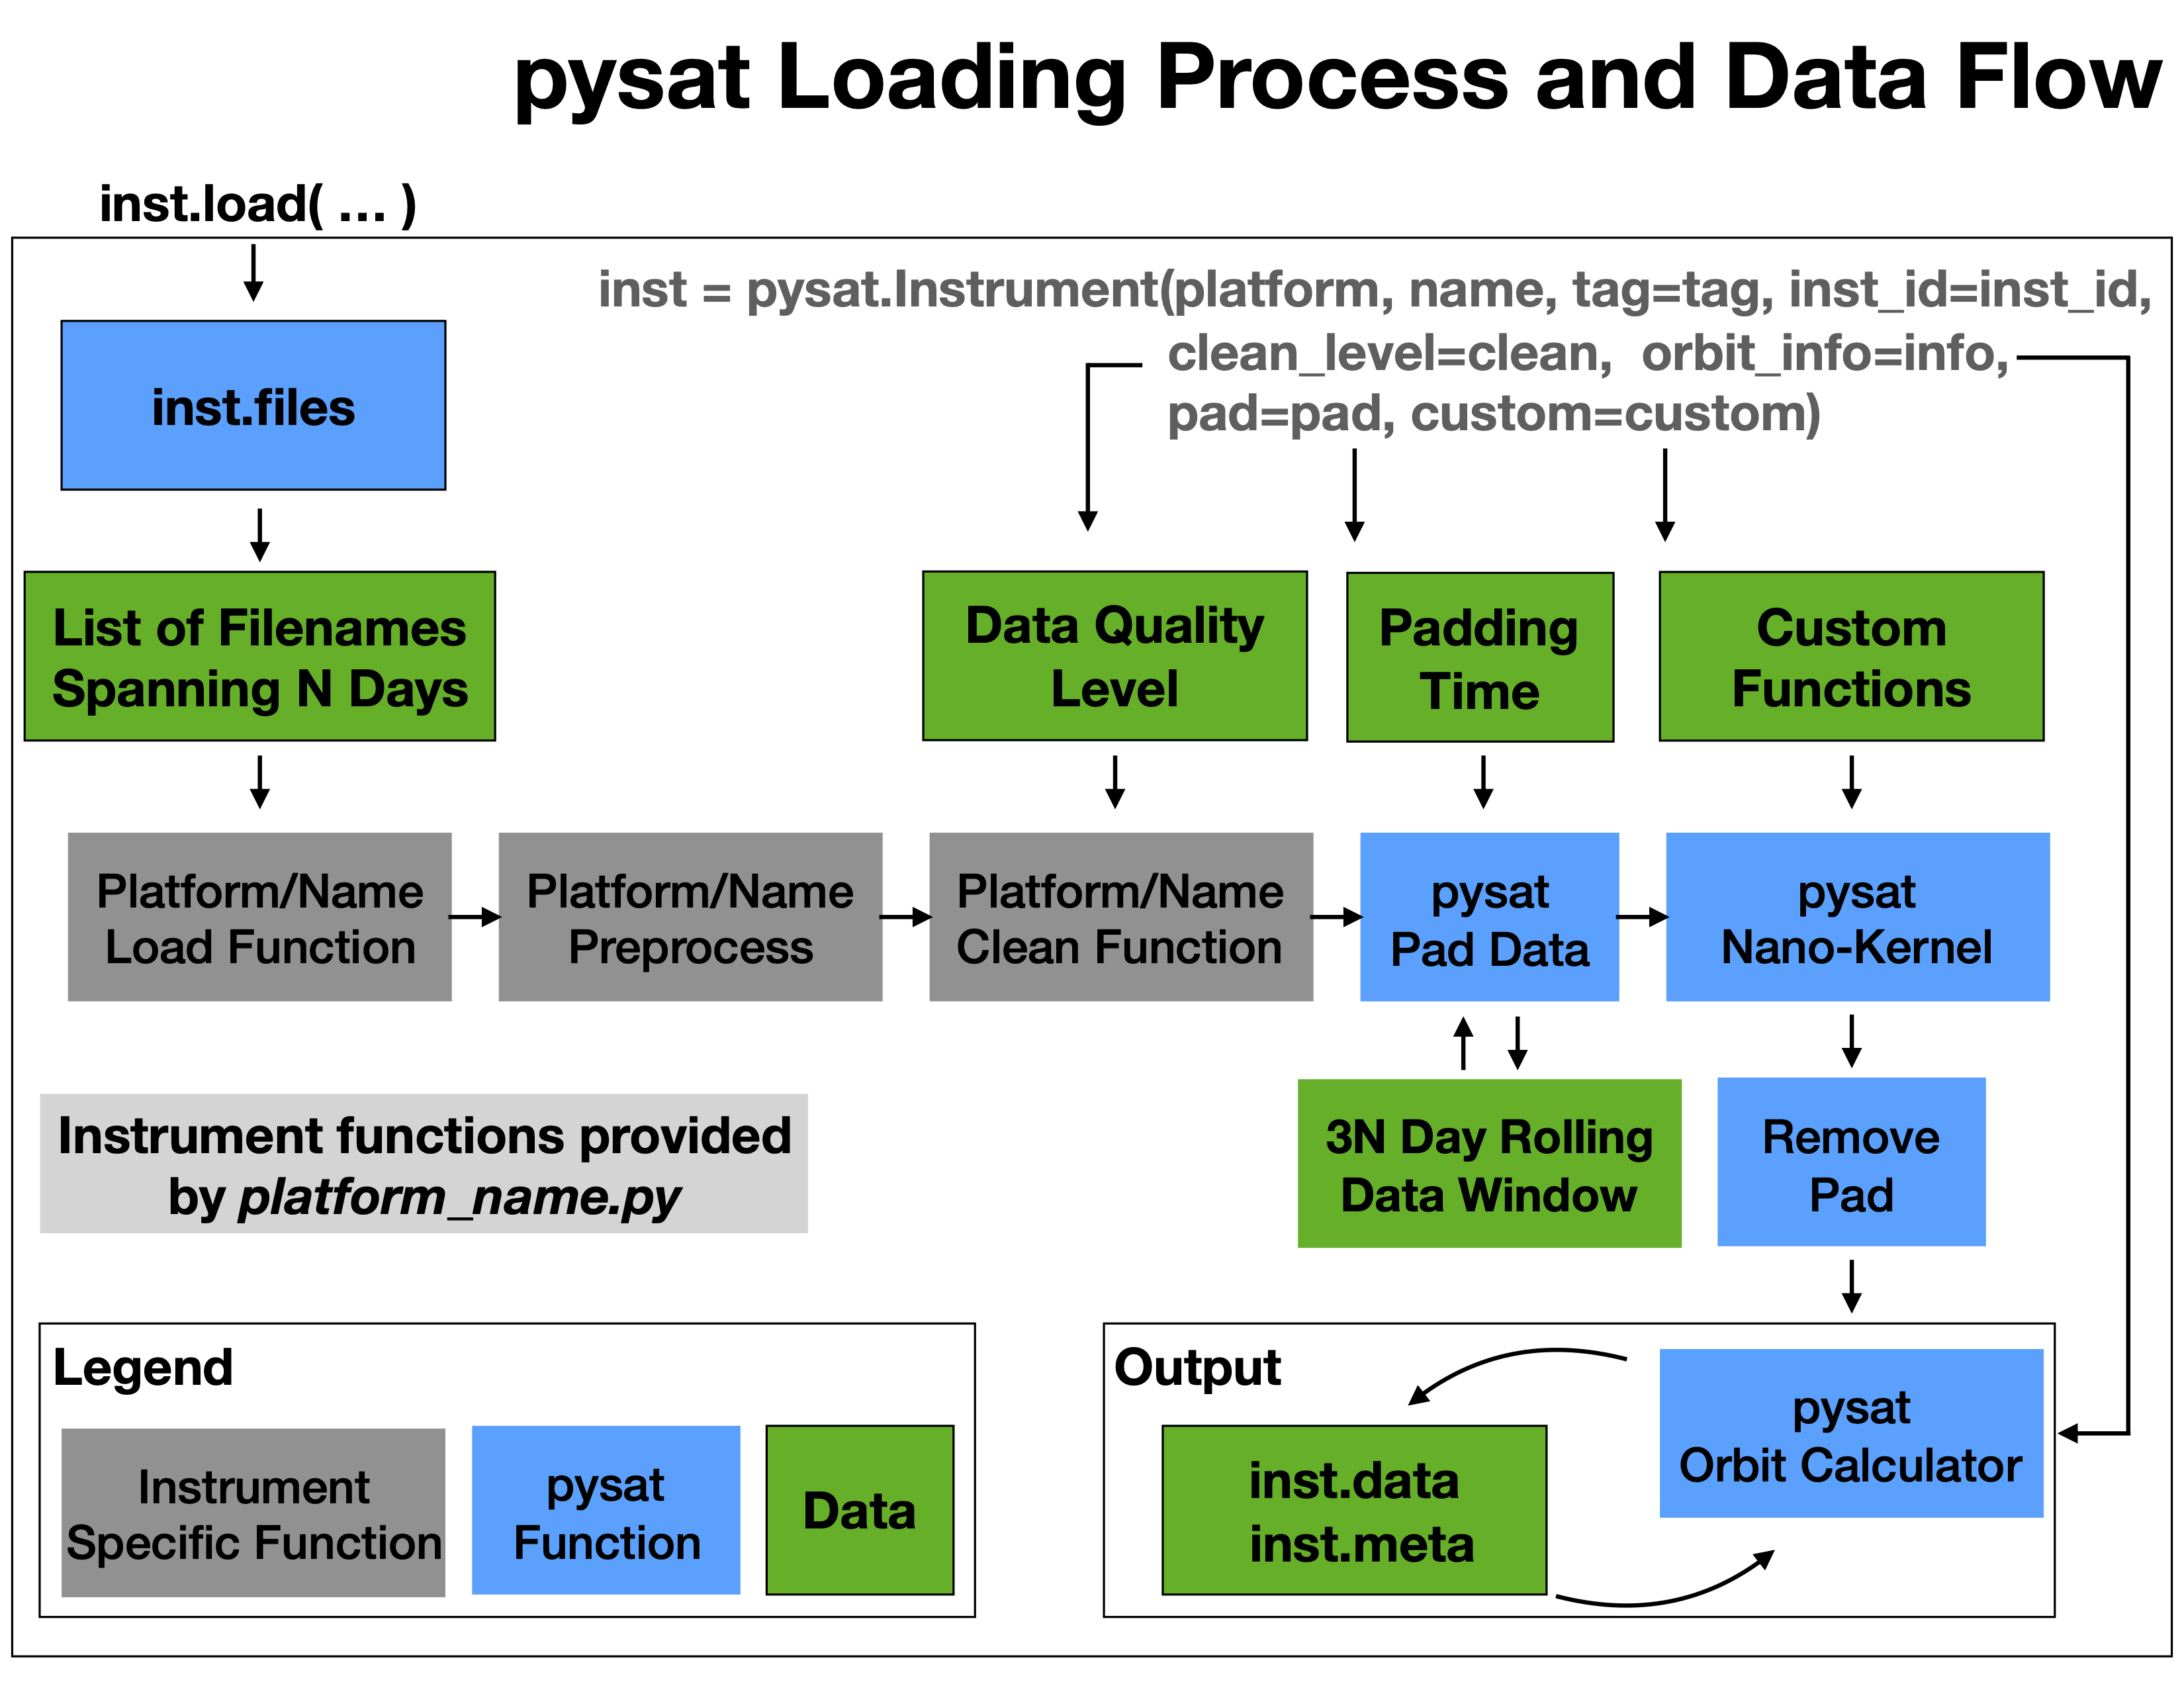 pysat Loading Process and Data Flow
inst.load( ... )
inst = pysat.Instrument(platform, name, tag=tag, inst_id=inst_id,
clean_level=clean, orbit_info=info,
pad=pad, custom=custom)
inst.files
List of Filenames
Spanning N Days
Data Quality
Level
Padding
Time
Custom
Functions
Platform/Name
Load Function
Platform/Name
Preprocess
Platform/Name
Clean Function
pysat
Pad Data
pysat
Nano-Kernel
Instrument functions provided
by platform_name.py
3N Day Rolling
Data Window
Remove
Pad
Legend
Instrument
Specific Function
pysat
Function
Data
Output
inst.data
inst.meta
pysat
Orbit Calculator